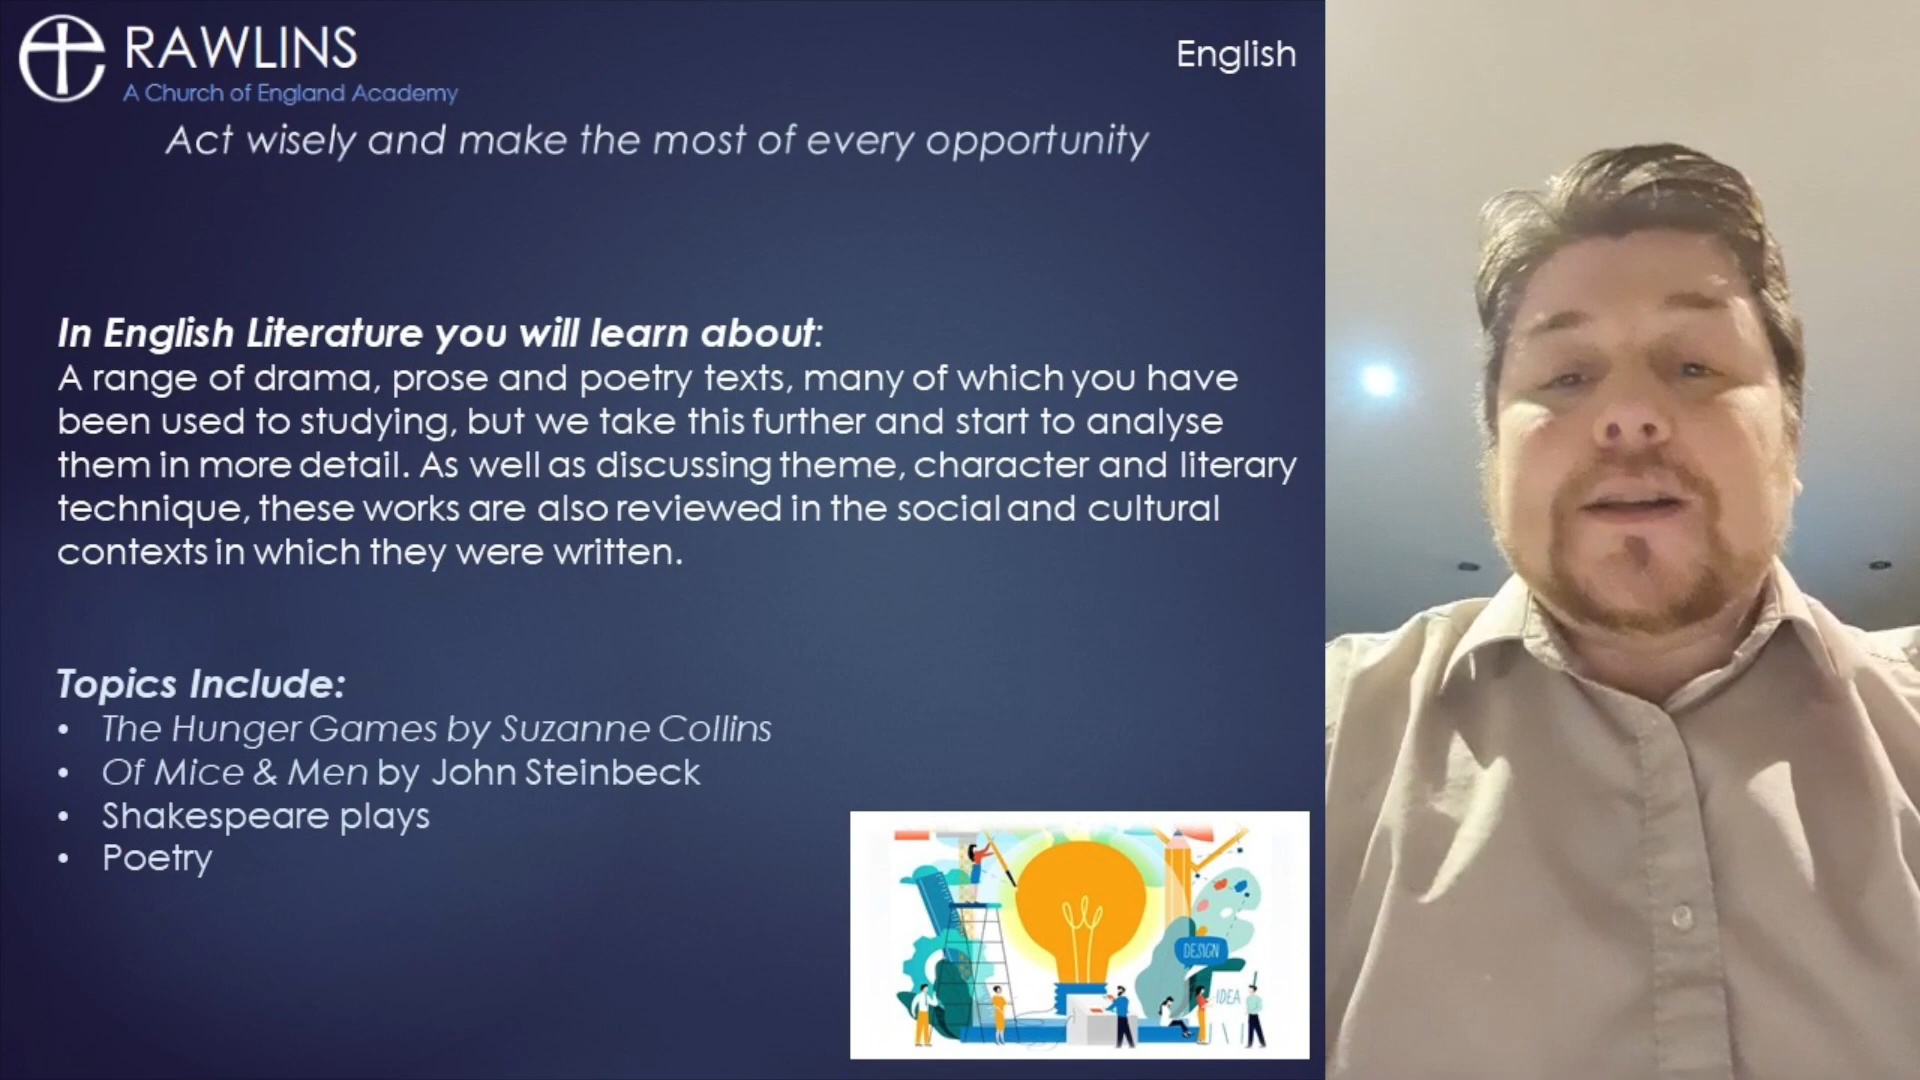 RAWLINS
A Church of England Academy
English
Act wisely and make the most of every opportunity
In English Literature you will learn about:
A range of drama, prose and poetry texts, many of which you have
been used to studying, but we take this further and start to analyse
them in more detail. As well as discussing theme, character and literary
technique, these works are also reviewed in the social and cultural
contexts in which they were written.
Topics Include:
• The Hunger Games by Suzanne Collins
• Of Mice & Men by John Steinbeck
• Shakespeare plays
• Poetry
DESIGN
IDEA